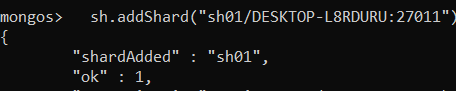 mongos>   sh.addShard("sh01/DESKTOP-L8RDURU:27011")
{
        "shardAdded" : "sh01",
        "ok" : 1,